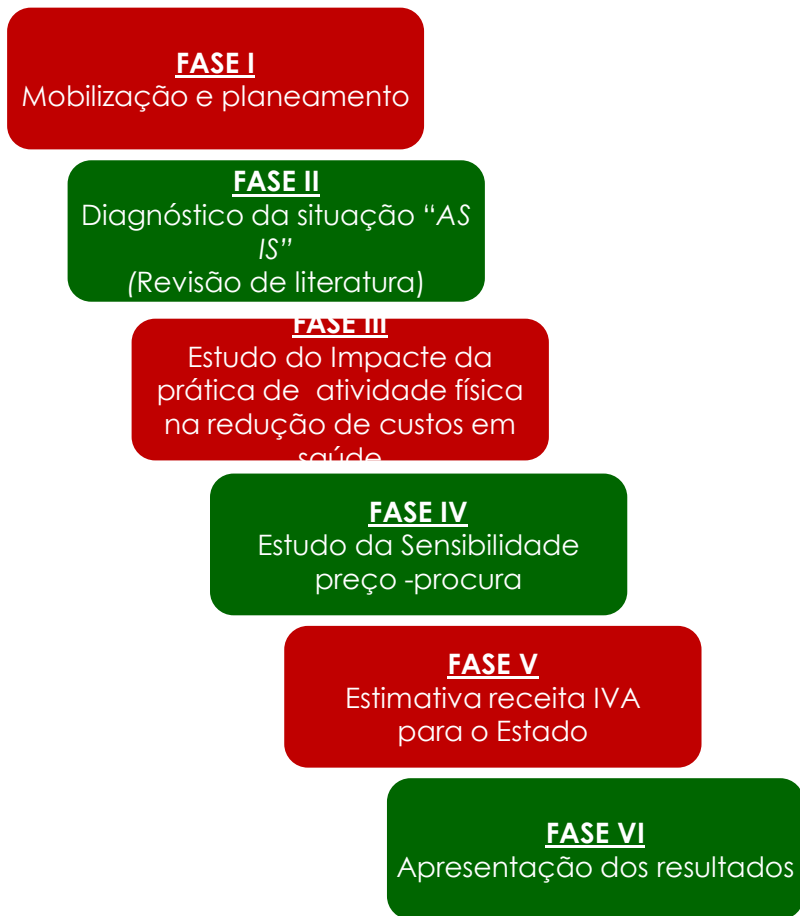 FASE I
Mobilização e planeamento
FASE II
Diagnóstico da situação “AS
IS”
(Revisão de literatura)
FASE III
Estudo do Impacte da
prática de atividade física
na redução de custos em
saúde
FASE IV
Estudo da Sensibilidade
preço -procura
FASE V
Estimativa receita IVA
para o Estado
FASE VI
Apresentação dos resultados